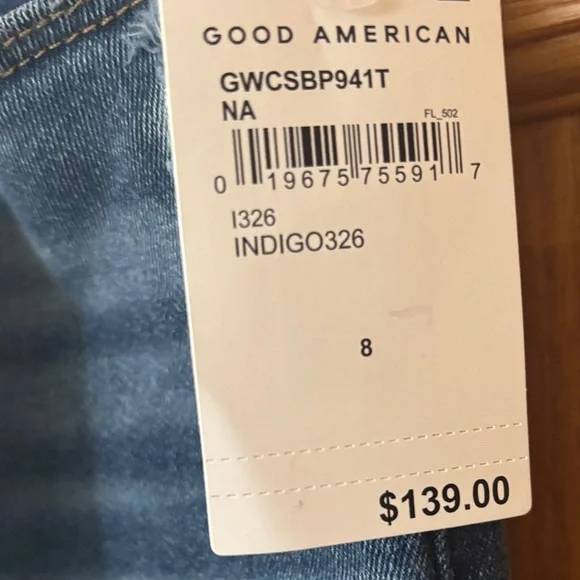 GOOD AMERICAN
GWCSBP941T
NA
FL_502
0 19675 75591 7
I326
INDIGO326
8
$139.00